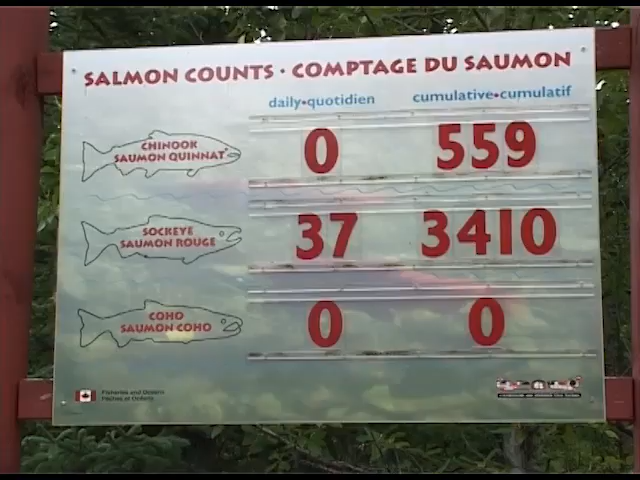 SALMON COUNTS • COMPTAGE DU SAUMON
daily•quotidien cumulative•cumulatif
CHINOOK
SAUMON QUINNAT 0 559
SOCKEYE
SAUMON ROUGE 37 3410
COHO
SAUMON COHO 0 0
Fisheries and Oceans
Pêches et Océans